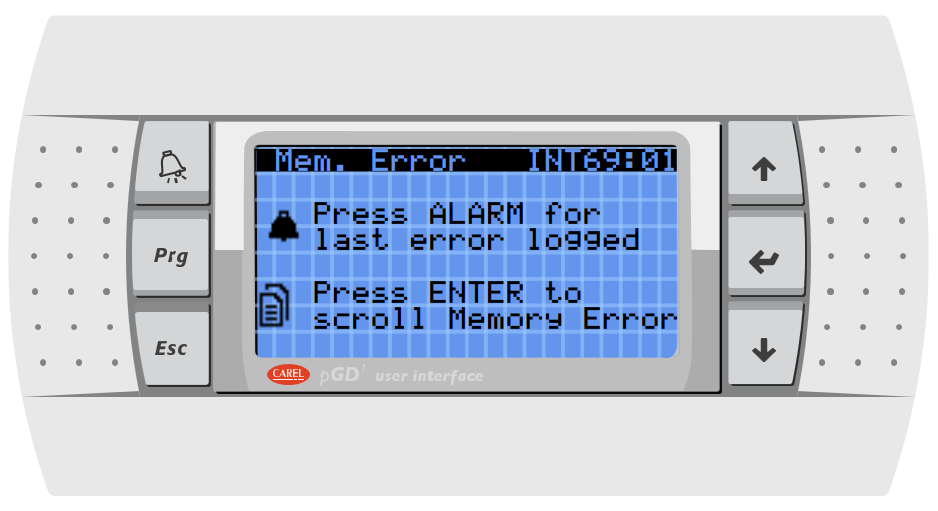 Mem. Error INT69:01
Press ALARM for
last error logged
Press ENTER to
scroll Memory Error
Prg
Esc
CAREL
pGD¹ user interface